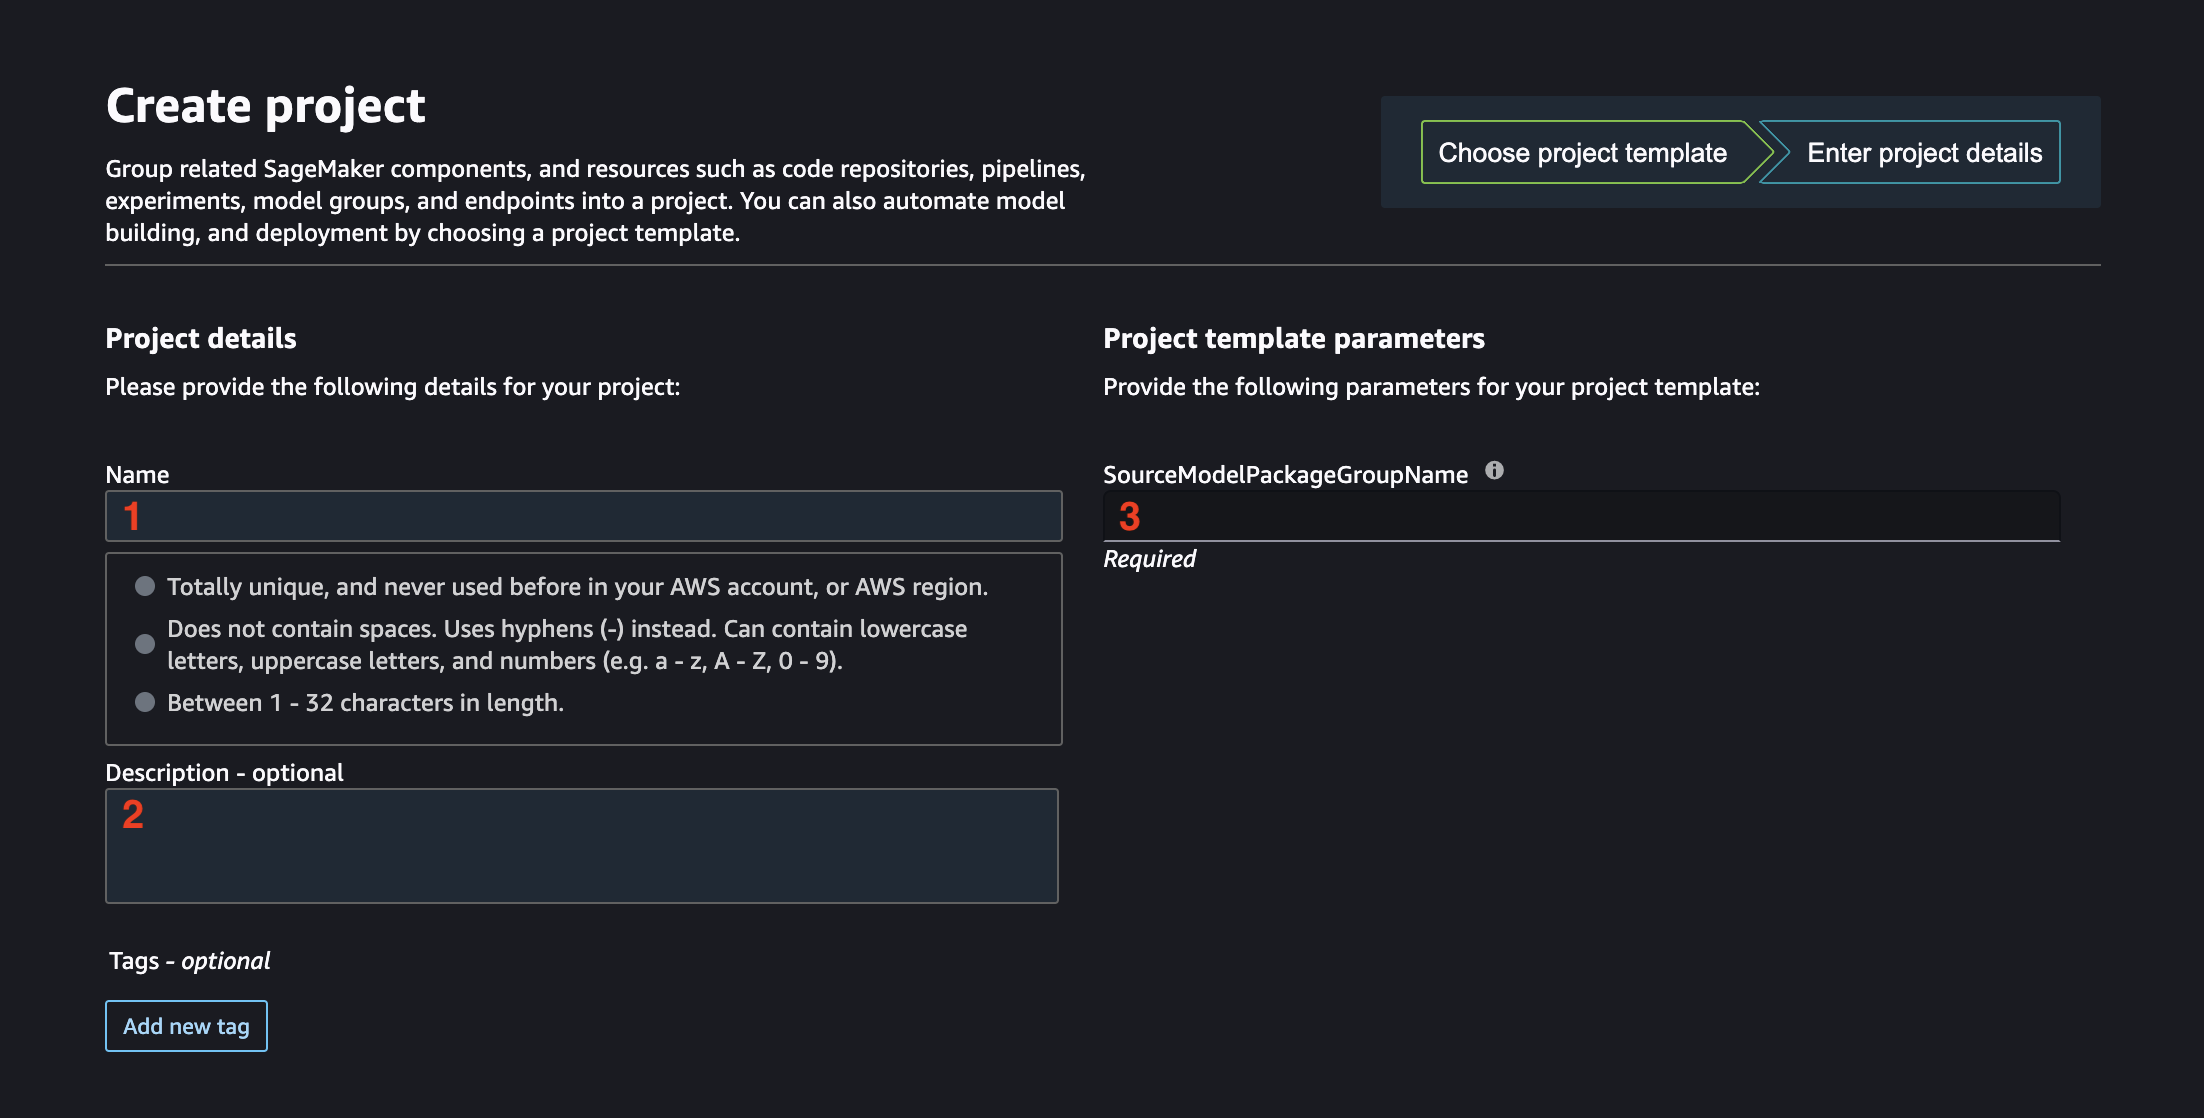 Create project
Group related SageMaker components, and resources such as code repositories, pipelines,
experiments, model groups, and endpoints into a project. You can also automate model
building, and deployment by choosing a project template.
Choose project template
Enter project details
Project details
Please provide the following details for your project:
Name
1
Totally unique, and never used before in your AWS account, or AWS region.
Does not contain spaces. Uses hyphens (-) instead. Can contain lowercase
letters, uppercase letters, and numbers (e.g. a - z, A - Z, 0 - 9).
Between 1 - 32 characters in length.
Description - optional
2
Tags - optional
Add new tag
Project template parameters
Provide the following parameters for your project template:
SourceModelPackageGroupName
3
Required